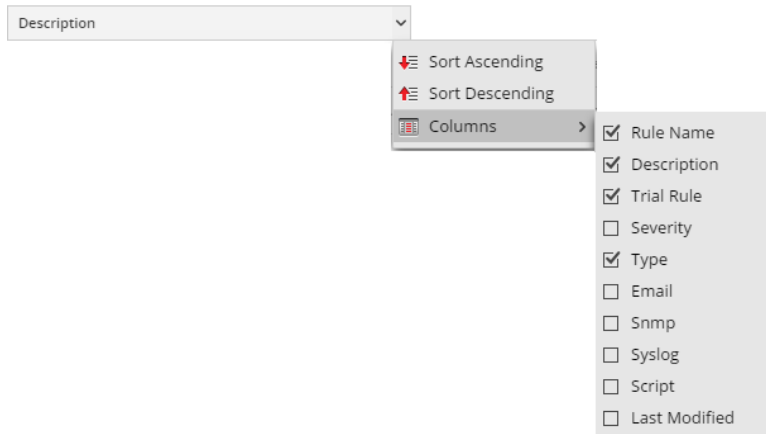 Description
Sort Ascending
Sort Descending
Columns
Rule Name
Description
Trial Rule
Severity
Type
Email
Snmp
Syslog
Script
Last Modified